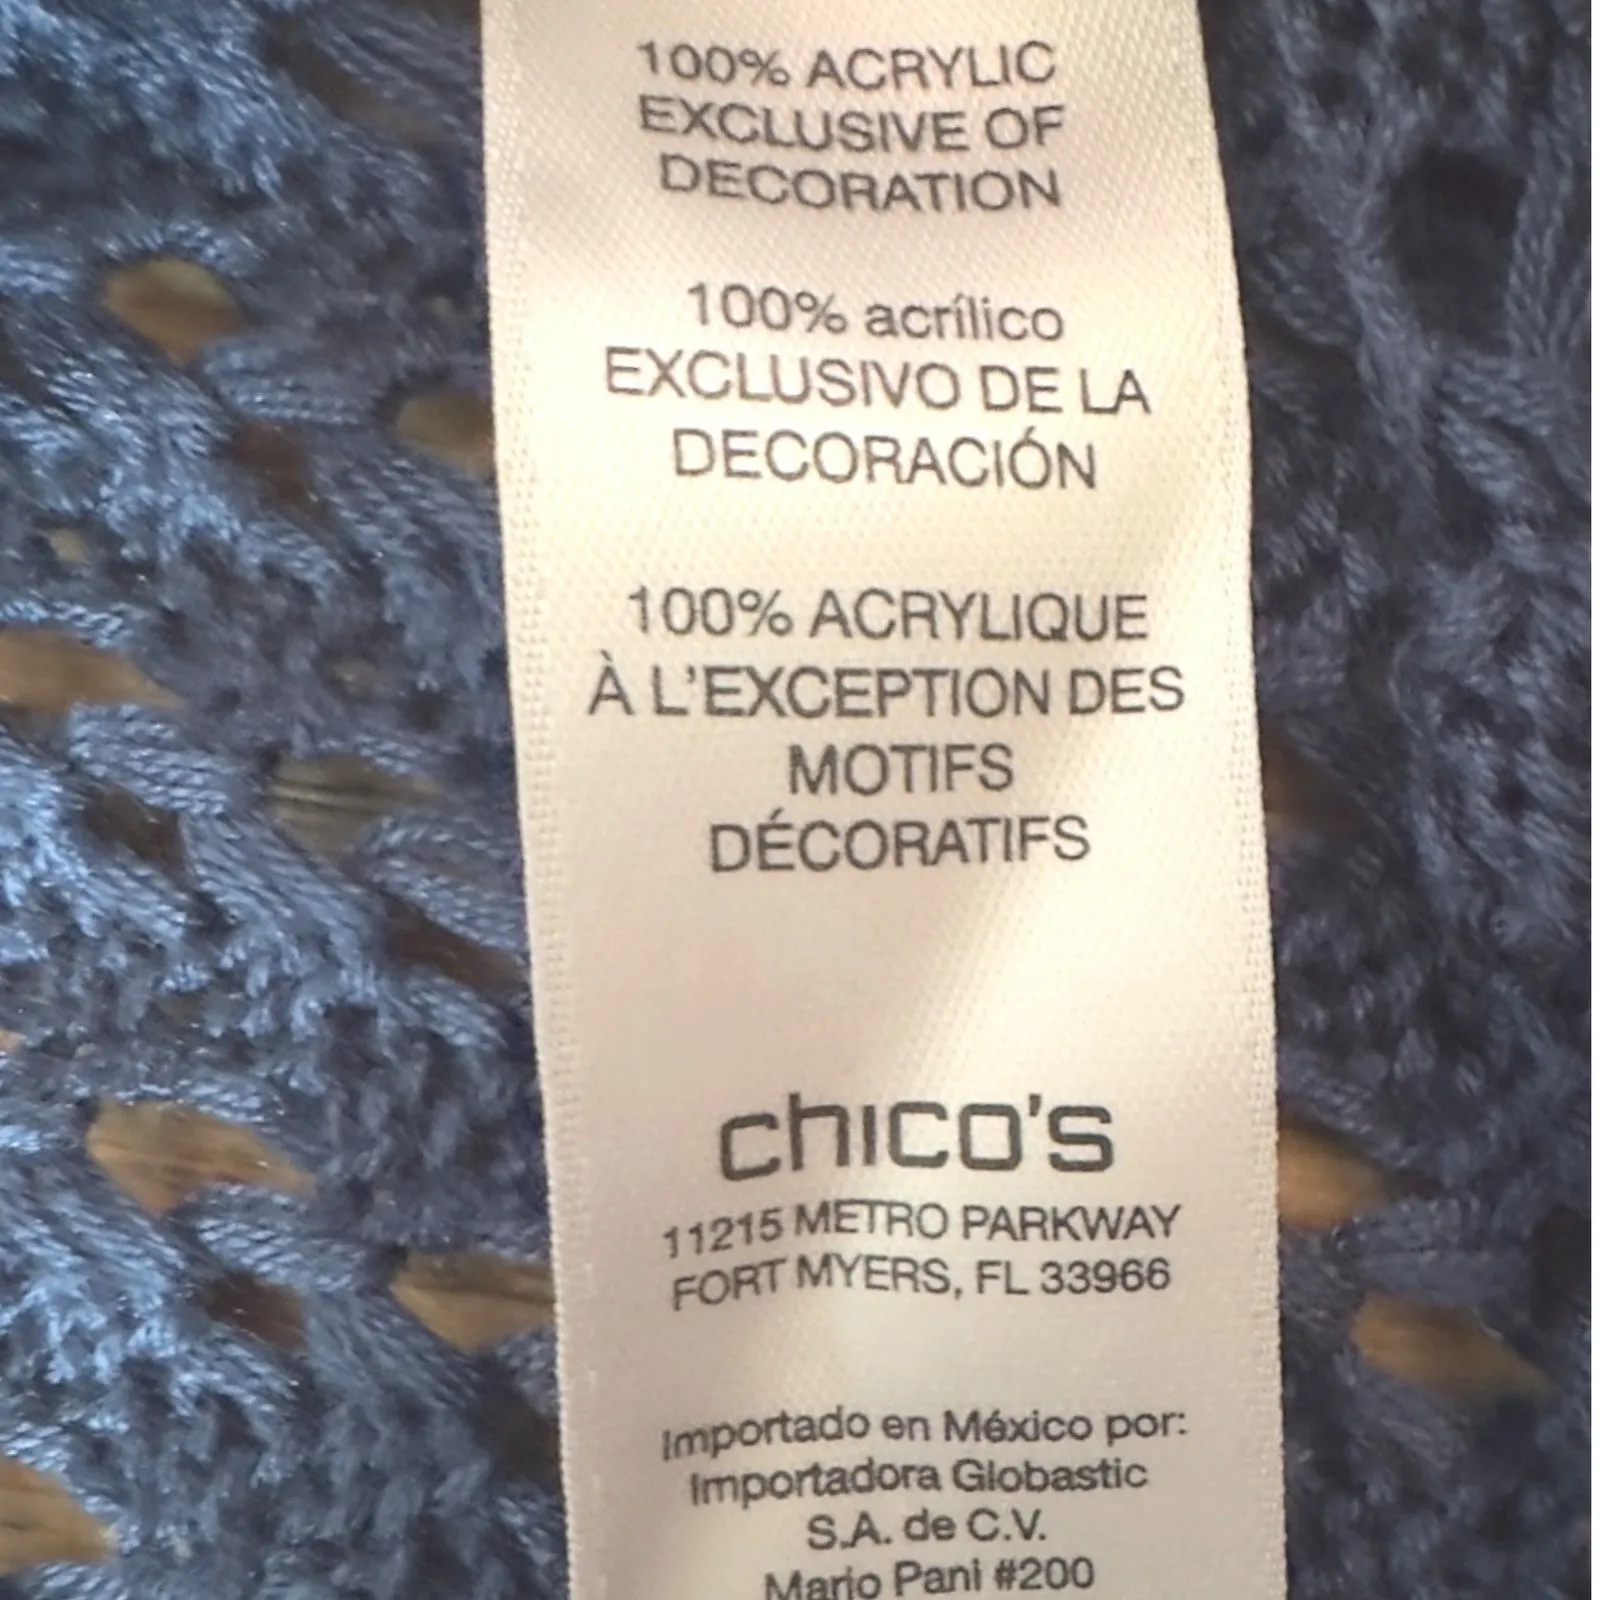 100% ACRYLIC
EXCLUSIVE OF
DECORATION
100% acrílico
EXCLUSIVO DE LA
DECORACIÓN
100% ACRYLIQUE
À L'EXCEPTION DES
MOTIFS
DÉCORATIFS
chico's
11215 METRO PARKWAY
FORT MYERS, FL 33966
Importado en México por:
Importadora Globastic
S.A. de C.V.
Mario Pani #200